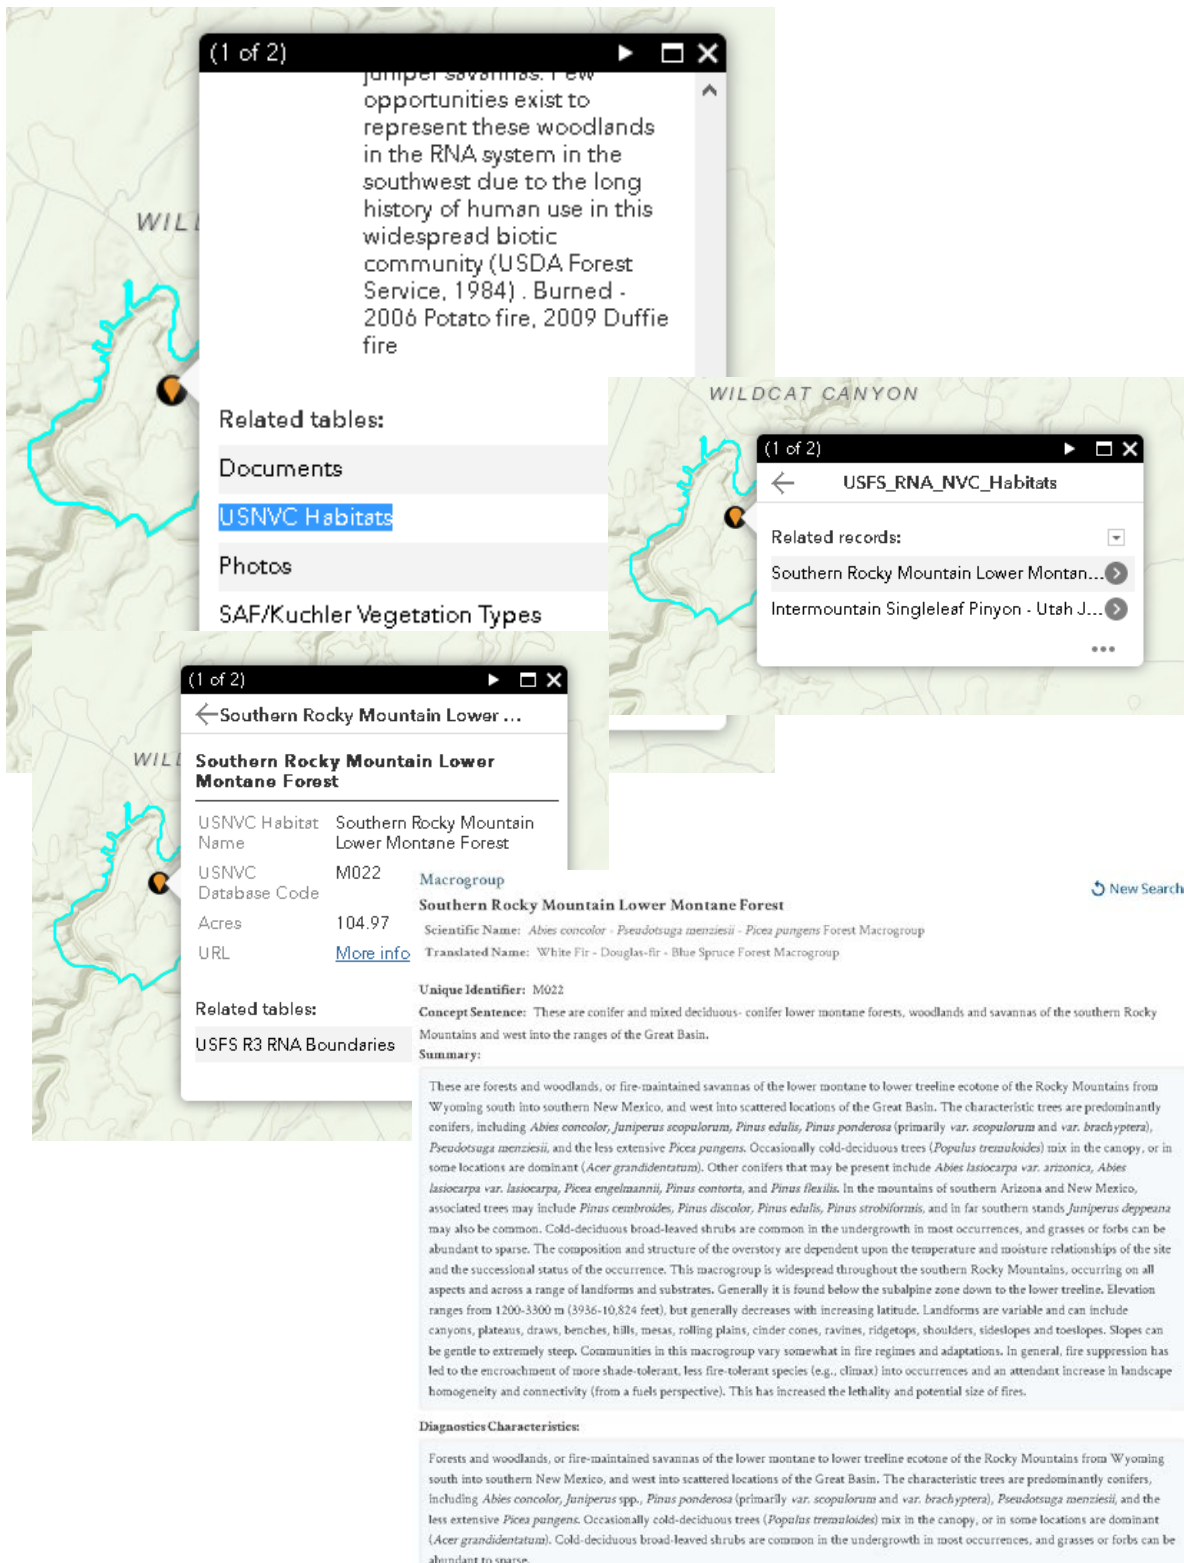 (1 of 2)
juniper savannas. Few
opportunities exist to
represent these woodlands
in the RNA system in the
southwest due to the long
history of human use in this
widespread biotic
community (USDA Forest
Service, 1984) . Burned -
2006 Potato fire, 2009 Duffie
fire
WIL
Related tables:
Documents
USNVC Habitats
Photos
SAF/Kuchler Vegetation Types
WILDCAT CANYON
(1 of 2)
USFS_RNA_NVC_Habitats
Related records:
Southern Rocky Mountain Lower Montan...
Intermountain Singleleaf Pinyon - Utah J...
(1 of 2)
Southern Rocky Mountain Lower ...
WIL
Southern Rocky Mountain Lower
Montane Forest
USNVC Habitat Name Southern Rocky Mountain Lower Montane Forest
USNVC Database Code M022
Acres 104.97
URL More info
Related tables:
USFS R3 RNA Boundaries
Macrogroup
New Search
Southern Rocky Mountain Lower Montane Forest
Scientific Name: Abies concolor - Pseudotsuga menziesii - Picea pungens Forest Macrogroup
Translated Name: White Fir - Douglas-fir - Blue Spruce Forest Macrogroup
Unique Identifier: M022
Concept Sentence: These are conifer and mixed deciduous- conifer lower montane forests, woodlands and savannas of the southern Rocky
Mountains and west into the ranges of the Great Basin.
Summary:
These are forests and woodlands, or fire-maintained savannas of the lower montane to lower treeline ecotone of the Rocky Mountains from
Wyoming south into southern New Mexico, and west into scattered locations of the Great Basin. The characteristic trees are predominantly
conifers, including Abies concolor, Juniperus scopulorum, Pinus edulis, Pinus ponderosa (primarily var. scopulorum and var. brachyptera),
Pseudotsuga menziesii, and the less extensive Picea pungens. Occasionally cold-deciduous trees (Populus tremuloides) mix in the canopy, or in
some locations are dominant (Acer grandidentatum). Other conifers that may be present include Abies lasiocarpa var. arizonica, Abies
lasiocarpa var. lasiocarpa, Picea engelmannii, Pinus contorta, and Pinus flexilis. In the mountains of southern Arizona and New Mexico,
associated trees may include Pinus cembroides, Pinus discolor, Pinus edulis, Pinus strobiformis, and in far southern stands Juniperus deppeana
may also be common. Cold-deciduous broad-leaved shrubs are common in the undergrowth in most occurrences, and grasses or forbs can be
abundant to sparse. The composition and structure of the overstory are dependent upon the temperature and moisture relationships of the site
and the successional status of the occurrence. This macrogroup is widespread throughout the southern Rocky Mountains, occurring on all
aspects and across a range of landforms and substrates. Generally it is found below the subalpine zone down to the lower treeline. Elevation
ranges from 1200-3300 m (3936-10,824 feet), but generally decreases with increasing latitude. Landforms are variable and can include
canyons, plateaus, draws, benches, hills, mesas, rolling plains, cinder cones, ravines, ridgetops, shoulders, sideslopes and toeslopes. Slopes can
be gentle to extremely steep. Communities in this macrogroup vary somewhat in fire regimes and adaptations. In general, fire suppression has
led to the encroachment of more shade-tolerant, less fire-tolerant species (e.g., climax) into occurrences and an attendant increase in landscape
homogeneity and connectivity (from a fuels perspective). This has increased the lethality and potential size of fires.
Diagnostics Characteristics:
Forests and woodlands, or fire-maintained savannas of the lower montane to lower treeline ecotone of the Rocky Mountains from Wyoming
south into southern New Mexico, and west into scattered locations of the Great Basin. The characteristic trees are predominantly conifers,
including Abies concolor, Juniperus spp., Pinus ponderosa (primarily var. scopulorum and var. brachyptera), Pseudotsuga menziesii, and the
less extensive Picea pungens. Occasionally cold-deciduous trees (Populus tremuloides) mix in the canopy, or in some locations are dominant
(Acer grandidentatum). Cold-deciduous broad-leaved shrubs are common in the undergrowth in most occurrences, and grasses or forbs can be
abundant to sparse.